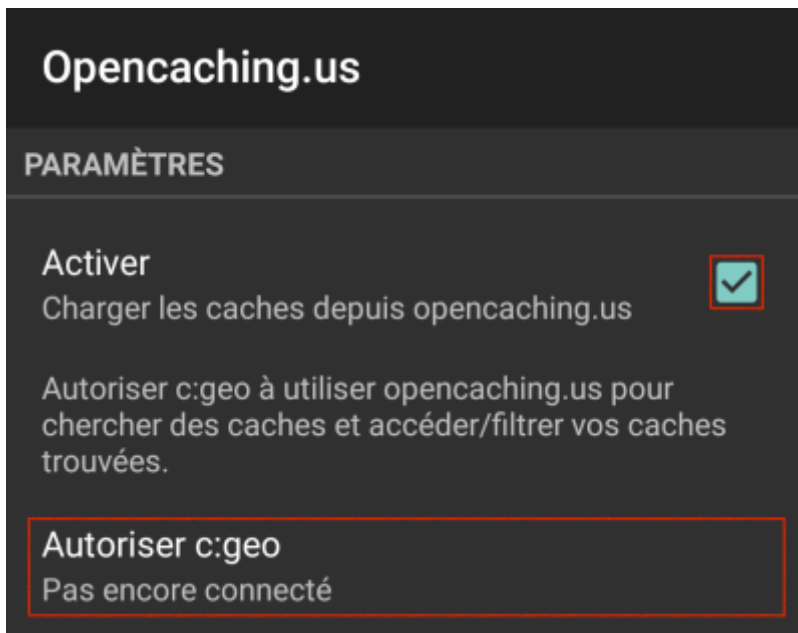 Opencaching.us
PARAMÈTRES
Activer
Charger les caches depuis opencaching.us
Autoriser c:geo à utiliser opencaching.us pour
chercher des caches et accéder/filtrer vos caches
trouvées.
Autoriser c:geo
Pas encore connecté